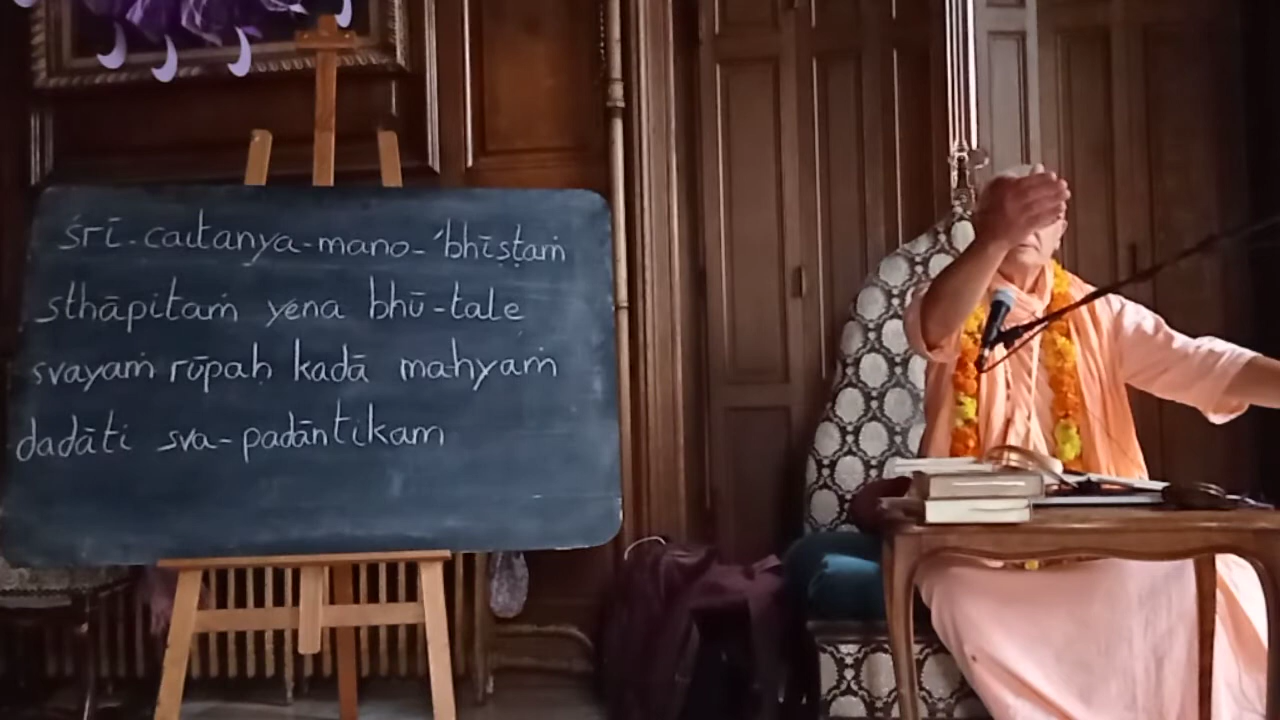 śrī-caitanya-mano-'bhīṣṭaṁ
sthāpitaṁ yena bhū-tale
svayaṁ rūpaḥ kadā mahyaṁ
dadāti sva-padāntikam